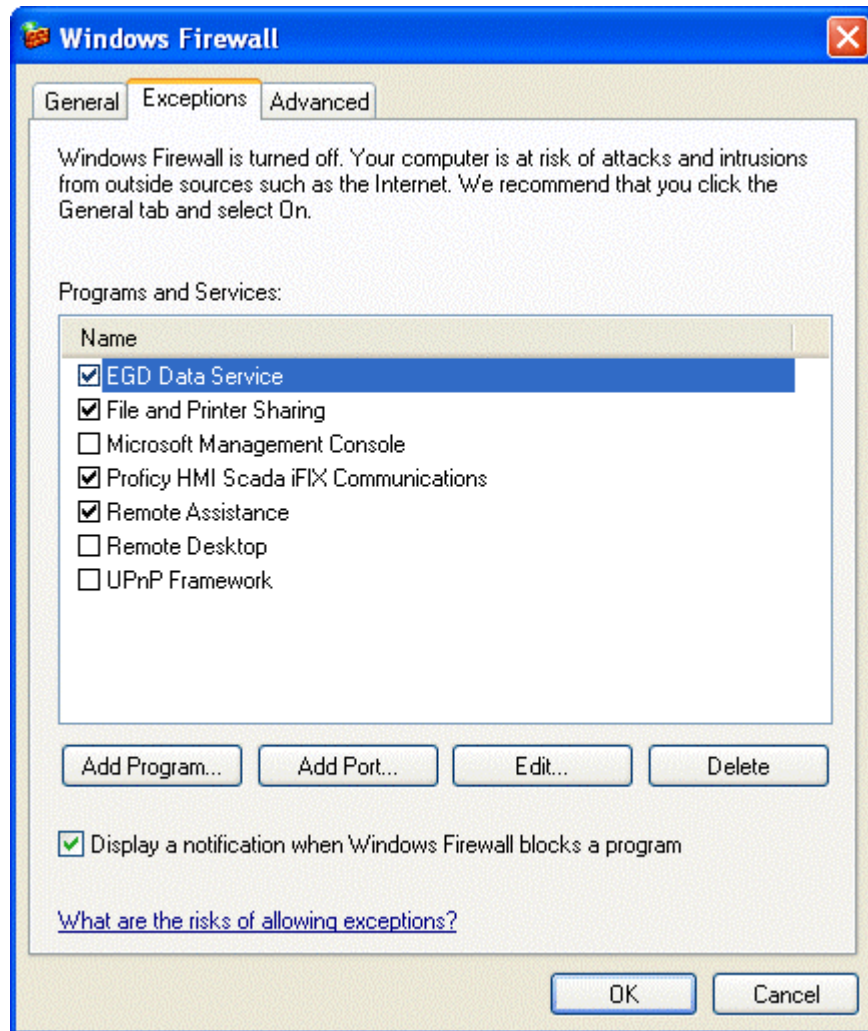 Windows Firewall
General Exceptions Advanced
Windows Firewall is turned off. Your computer is at risk of attacks and intrusions
from outside sources such as the Internet. We recommend that you click the
General tab and select On.
Programs and Services:
Name
EGD Data Service
File and Printer Sharing
Microsoft Management Console
Proficy HMI Scada iFIX Communications
Remote Assistance
Remote Desktop
UPnP Framework
Add Program... Add Port... Edit... Delete
Display a notification when Windows Firewall blocks a program
What are the risks of allowing exceptions?
OK Cancel